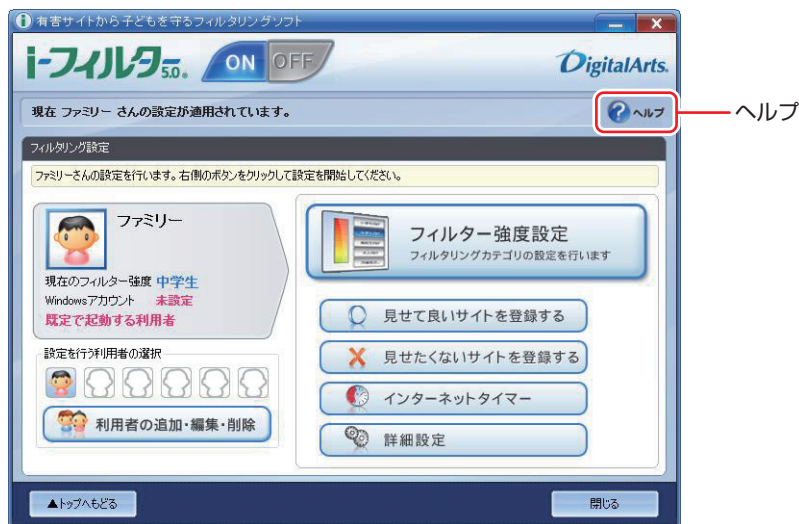 有害サイトから子どもを守るフィルタリングソフト
i-フィルター5.0. ON OFF
DigitalArts.
現在 ファミリー さんの設定が適用されています。
ヘルプ
ヘルプ
フィルタリング設定
ファミリーさんの設定を行います。右側のボタンをクリックして設定を開始してください。
ファミリー
現在のフィルター強度 中学生
Windowsアカウント 未設定
既定で起動する利用者
設定を行う利用者の選択
利用者の追加・編集・削除
フィルター強度設定
フィルタリングカテゴリの設定を行います
見せて良いサイトを登録する
見せたくないサイトを登録する
インターネットタイマー
詳細設定
▲トップへもどる
閉じる